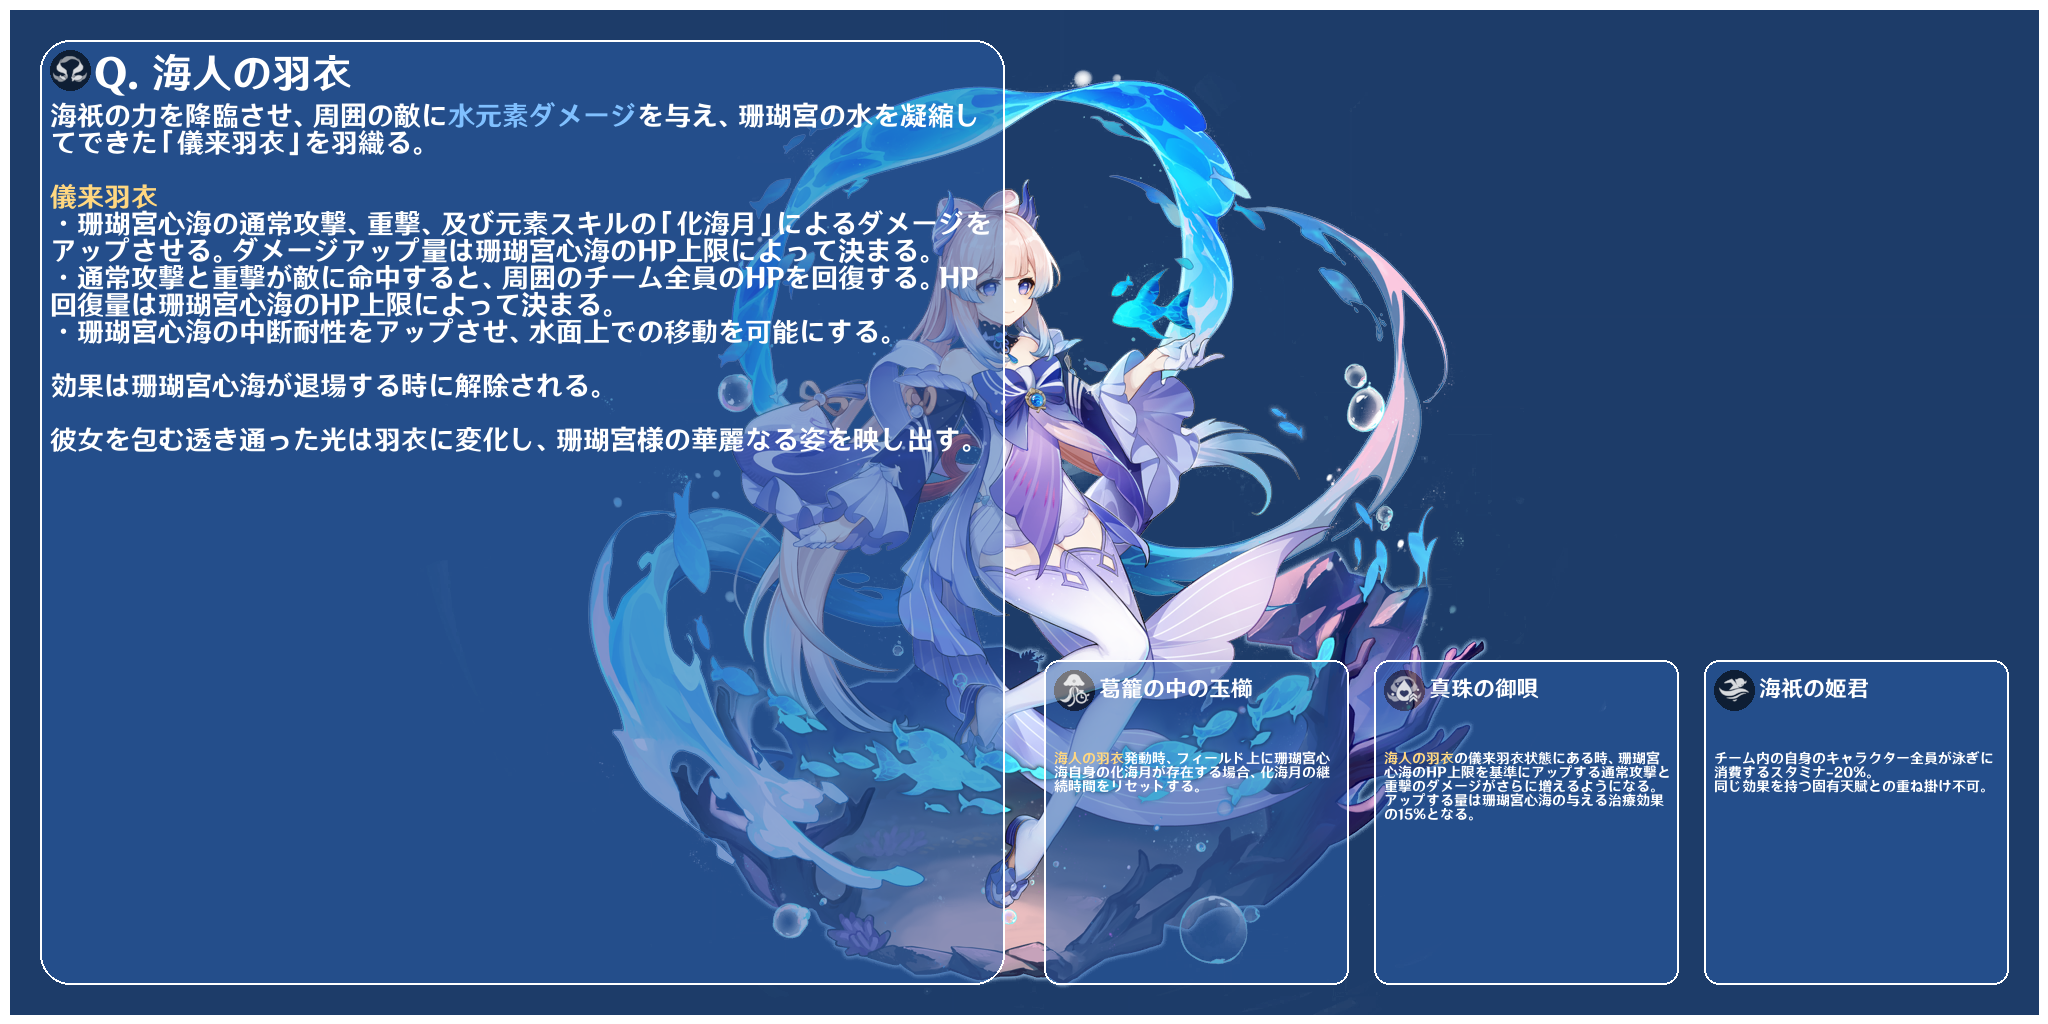 Q. 海人の羽衣
海祇の力を降臨させ、周囲の敵に水元素ダメージを与え、珊瑚宮の水を凝縮し
てできた「儀来羽衣」を羽織る。
儀来羽衣
・珊瑚宮心海の通常攻撃、重撃、及び元素スキルの「化海月」によるダメージを
アップさせる。ダメージアップ量は珊瑚宮心海のHP上限によって決まる。
・通常攻撃と重撃が敵に命中すると、周囲のチーム全員のHPを回復する。HP
回復量は珊瑚宮心海のHP上限によって決まる。
・珊瑚宮心海の中断耐性をアップさせ、水面上での移動を可能にする。
効果は珊瑚宮心海が退場する時に解除される。
彼女を包む透き通った光は羽衣に変化し、珊瑚宮様の華麗なる姿を映し出す。
葛籠の中の玉櫛
海人の羽衣発動時、フィールド上に珊瑚宮心
海自身の化海月が存在する場合、化海月の継
続時間をリセットする。
真珠の御唄
海人の羽衣の儀来羽衣状態にある時、珊瑚宮
心海のHP上限を基準にアップする通常攻撃と
重撃のダメージがさらに増えるようになる。
アップする量は珊瑚宮心海の与える治療効果
の15%となる。
海祇の姫君
チーム内の自身のキャラクター全員が泳ぎに
消費するスタミナ-20%。
同じ効果を持つ固有天賦との重ね掛け不可。